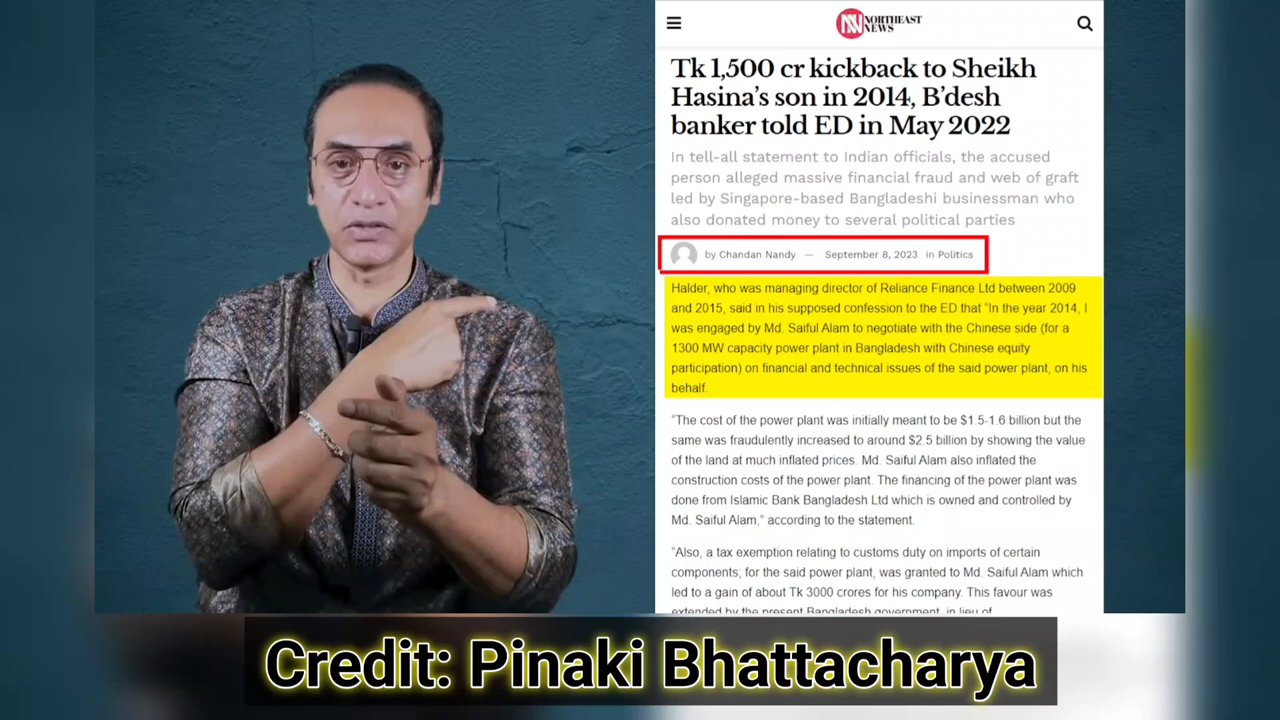 NORTHEAST
NEWS
Tk 1,500 cr kickback to Sheikh
Hasina’s son in 2014, B’desh
banker told ED in May 2022
In tell-all statement to Indian officials, the accused
person alleged massive financial fraud and web of graft
led by Singapore-based Bangladeshi businessman who
also donated money to several political parties
by Chandan Nandy — September 8, 2023 in Politics
Halder, who was managing director of Reliance Finance Ltd between 2009
and 2015, said in his supposed confession to the ED that “In the year 2014, I
was engaged by Md. Saiful Alam to negotiate with the Chinese side (for a
1300 MW capacity power plant in Bangladesh with Chinese equity
participation) on financial and technical issues of the said power plant, on his
behalf.
“The cost of the power plant was initially meant to be $1.5-1.6 billion but the
same was fraudulently increased to around $2.5 billion by showing the value
of the land at much inflated prices. Md. Saiful Alam also inflated the
construction costs of the power plant. The financing of the power plant was
done from Islamic Bank Bangladesh Ltd which is owned and controlled by
Md. Saiful Alam,” according to the statement.
“Also, a tax exemption relating to customs duty on imports of certain
components; for the said power plant, was granted to Md. Saiful Alam which
led to a gain of about Tk 3000 crores for his company. This favour was
extended by the present Bangladesh government, in lieu of
Credit: Pinaki Bhattacharya